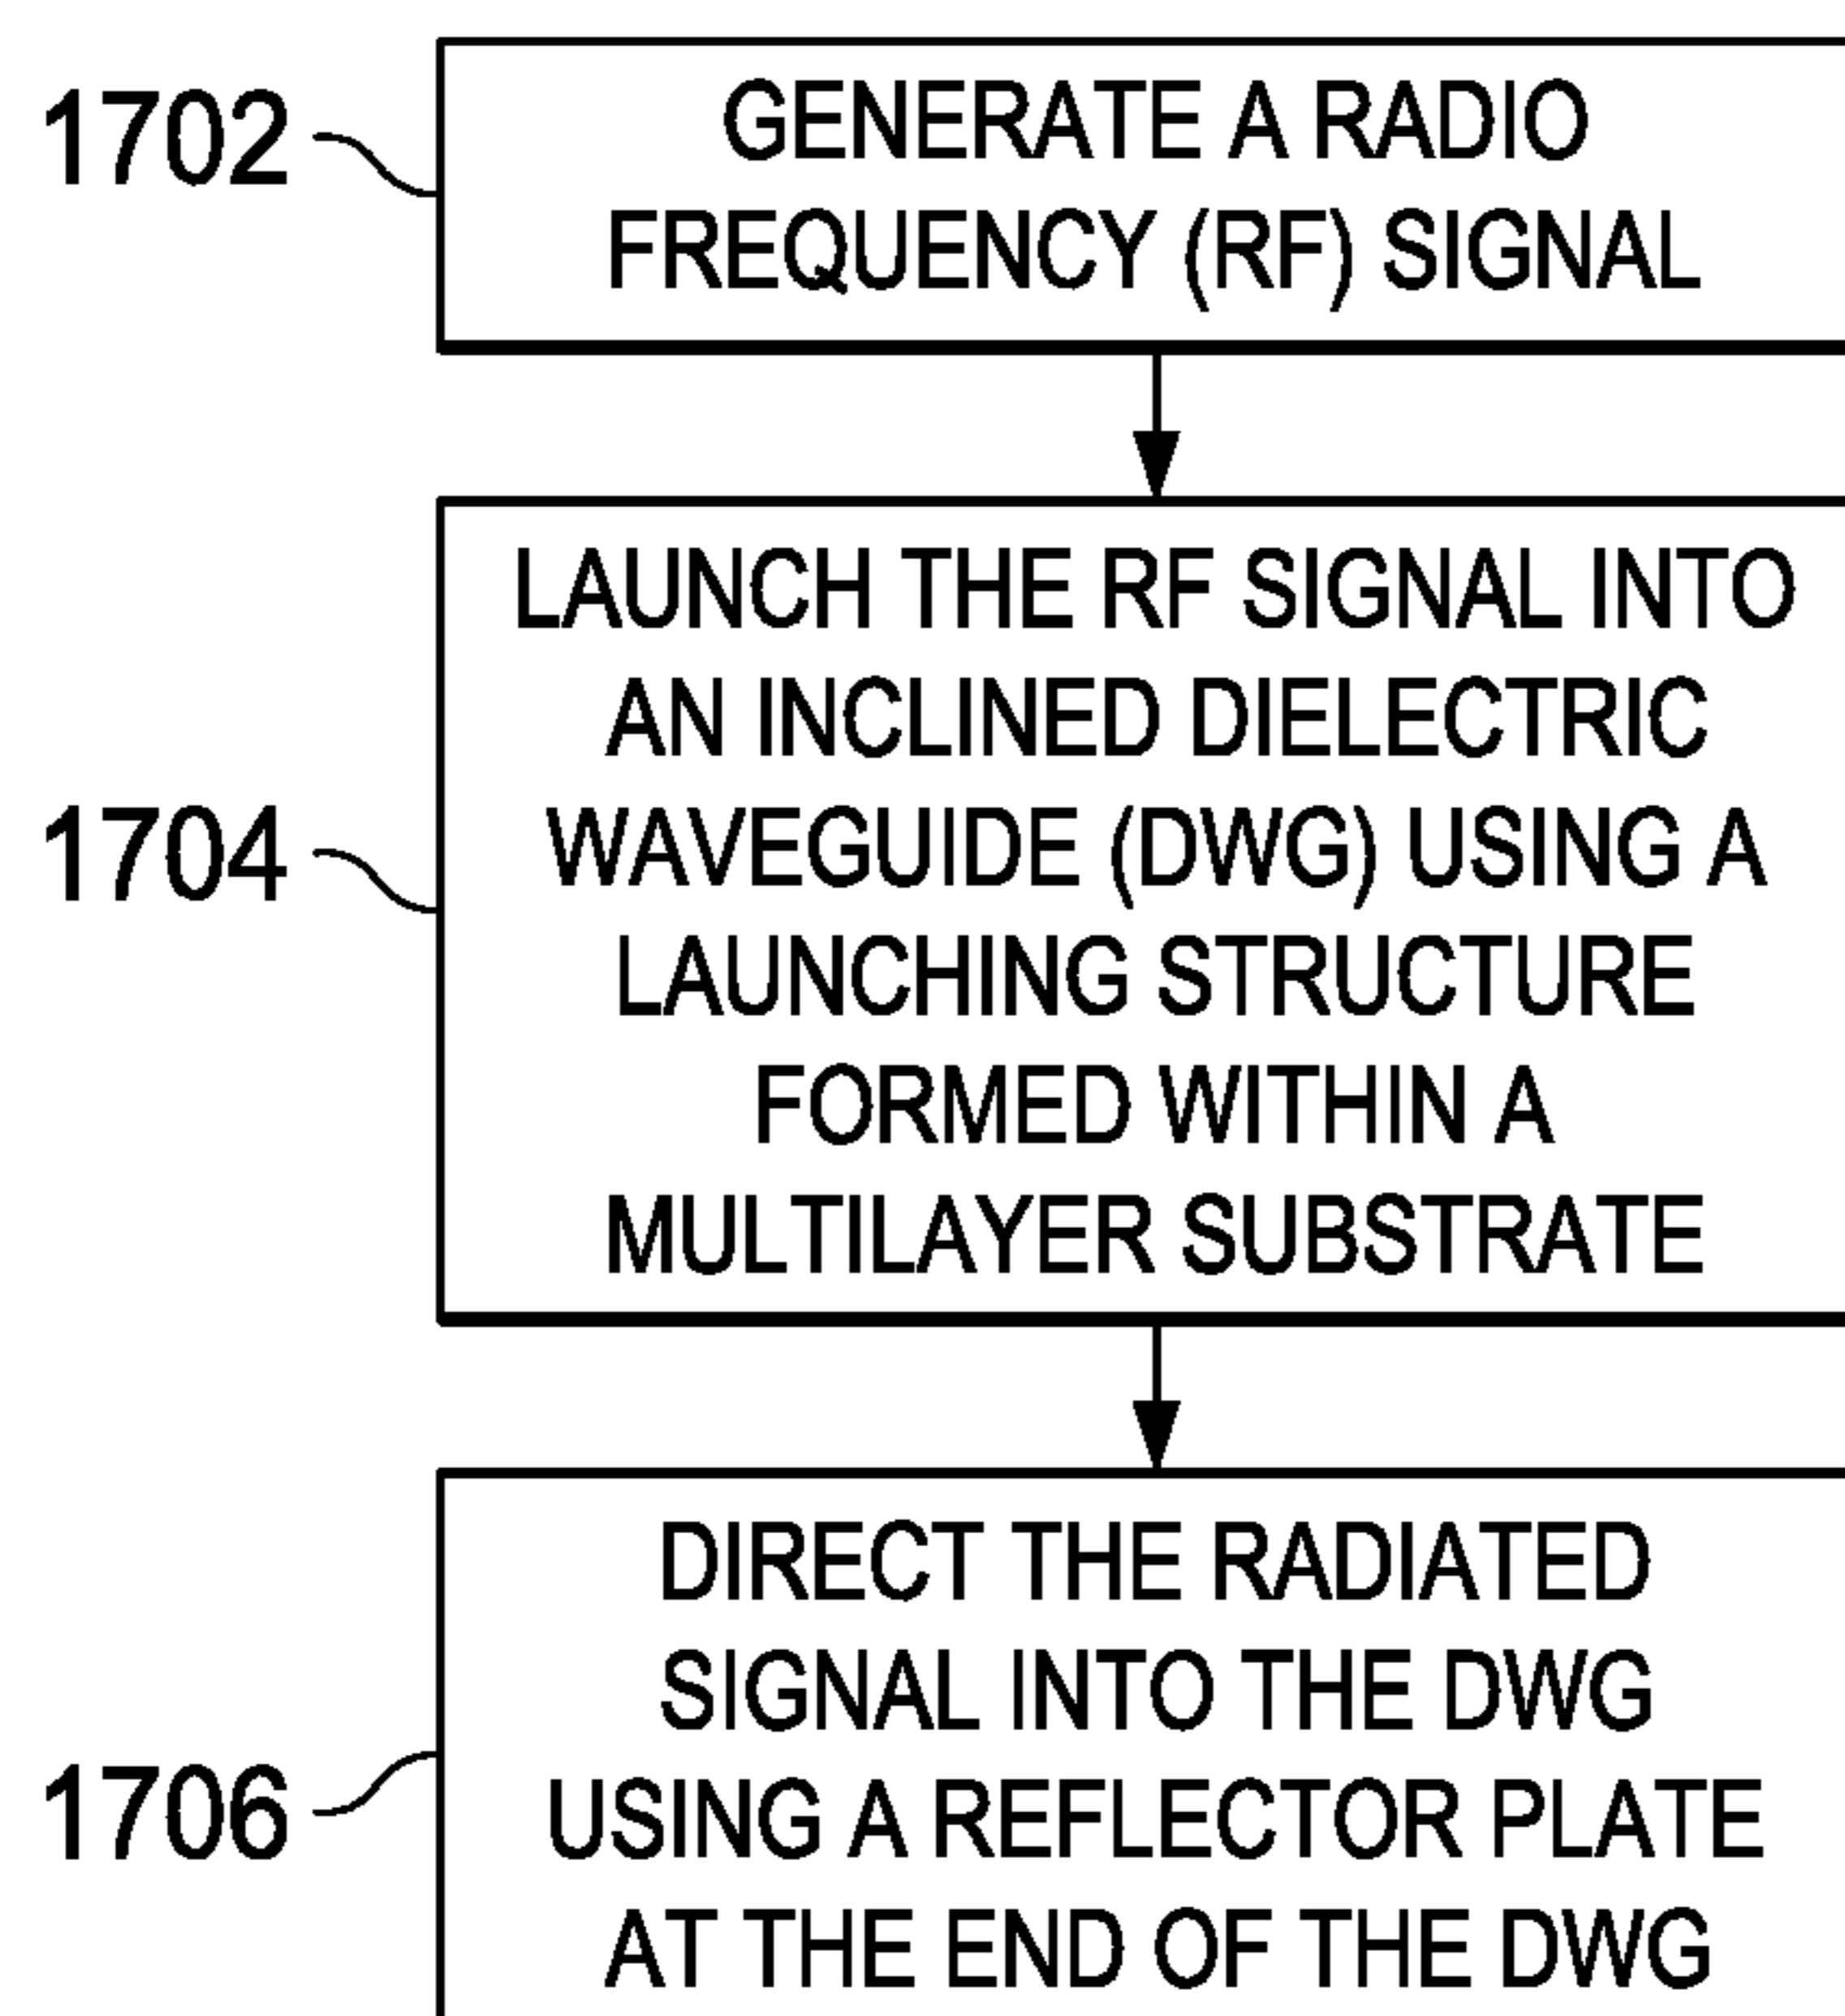 1702
GENERATE A RADIO
FREQUENCY (RF) SIGNAL
LAUNCH THE RF SIGNAL INTO
AN INCLINED DIELECTRIC
1704
WAVEGUIDE (DWG) USING A
LAUNCHING STRUCTURE
FORMED WITHIN A
MULTILAYER SUBSTRATE
DIRECT THE RADIATED
SIGNAL INTO THE DWG
1706
USING A REFLECTOR PLATE
AT THE END OF THE DWG